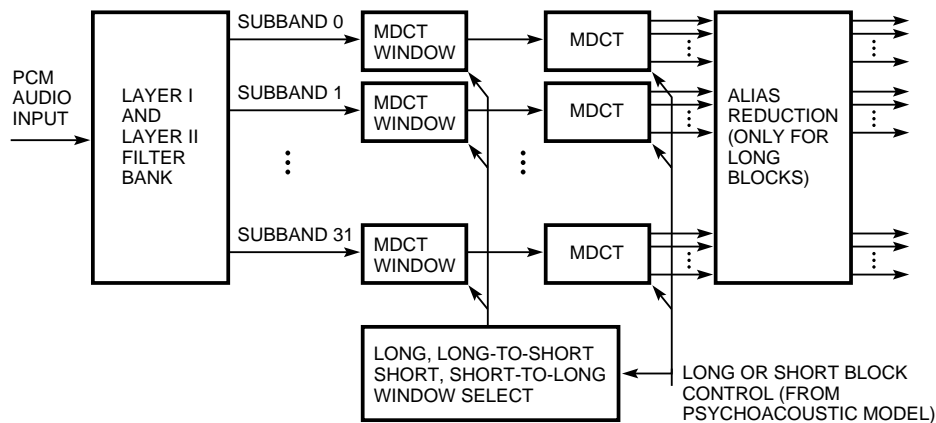 PCM
AUDIO
INPUT
LAYER I
AND
LAYER II
FILTER
BANK
SUBBAND 0
MDCT
WINDOW
MDCT
SUBBAND 1
MDCT
WINDOW
MDCT
SUBBAND 31
MDCT
WINDOW
MDCT
ALIAS
REDUCTION
(ONLY FOR
LONG
BLOCKS)
LONG, LONG-TO-SHORT
SHORT, SHORT-TO-LONG
WINDOW SELECT
LONG OR SHORT BLOCK
CONTROL (FROM
PSYCHOACOUSTIC MODEL)